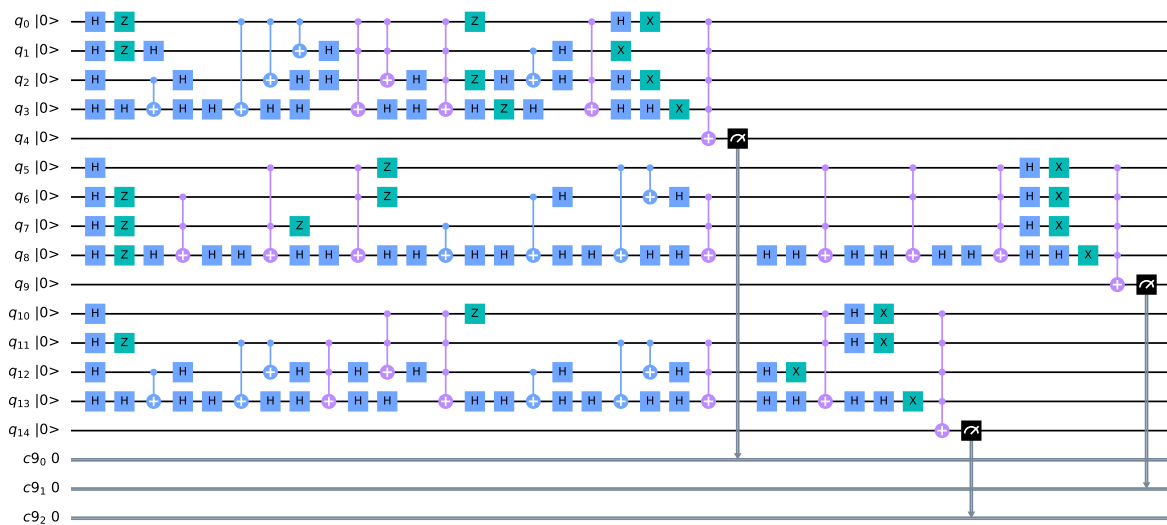 q0 |0> H Z Z H X
q1 |0> H Z H H H X
q2 |0> H H H H H Z H H H X
q3 |0> H H H H H H H H H Z H H H X
q4 |0>
q5 |0> H Z H X
q6 |0> H Z Z H H H X
q7 |0> H Z Z H X
q8 |0> H Z H H H H H H H H H H H H H H H H H H H H H H X
q9 |0>
q10 |0> H Z H X
q11 |0> H Z H X
q12 |0> H H H H H H H H X
q13 |0> H H H H H H H H H H H H H H H H H H X
q14 |0>
c90 0
c91 0
c92 0